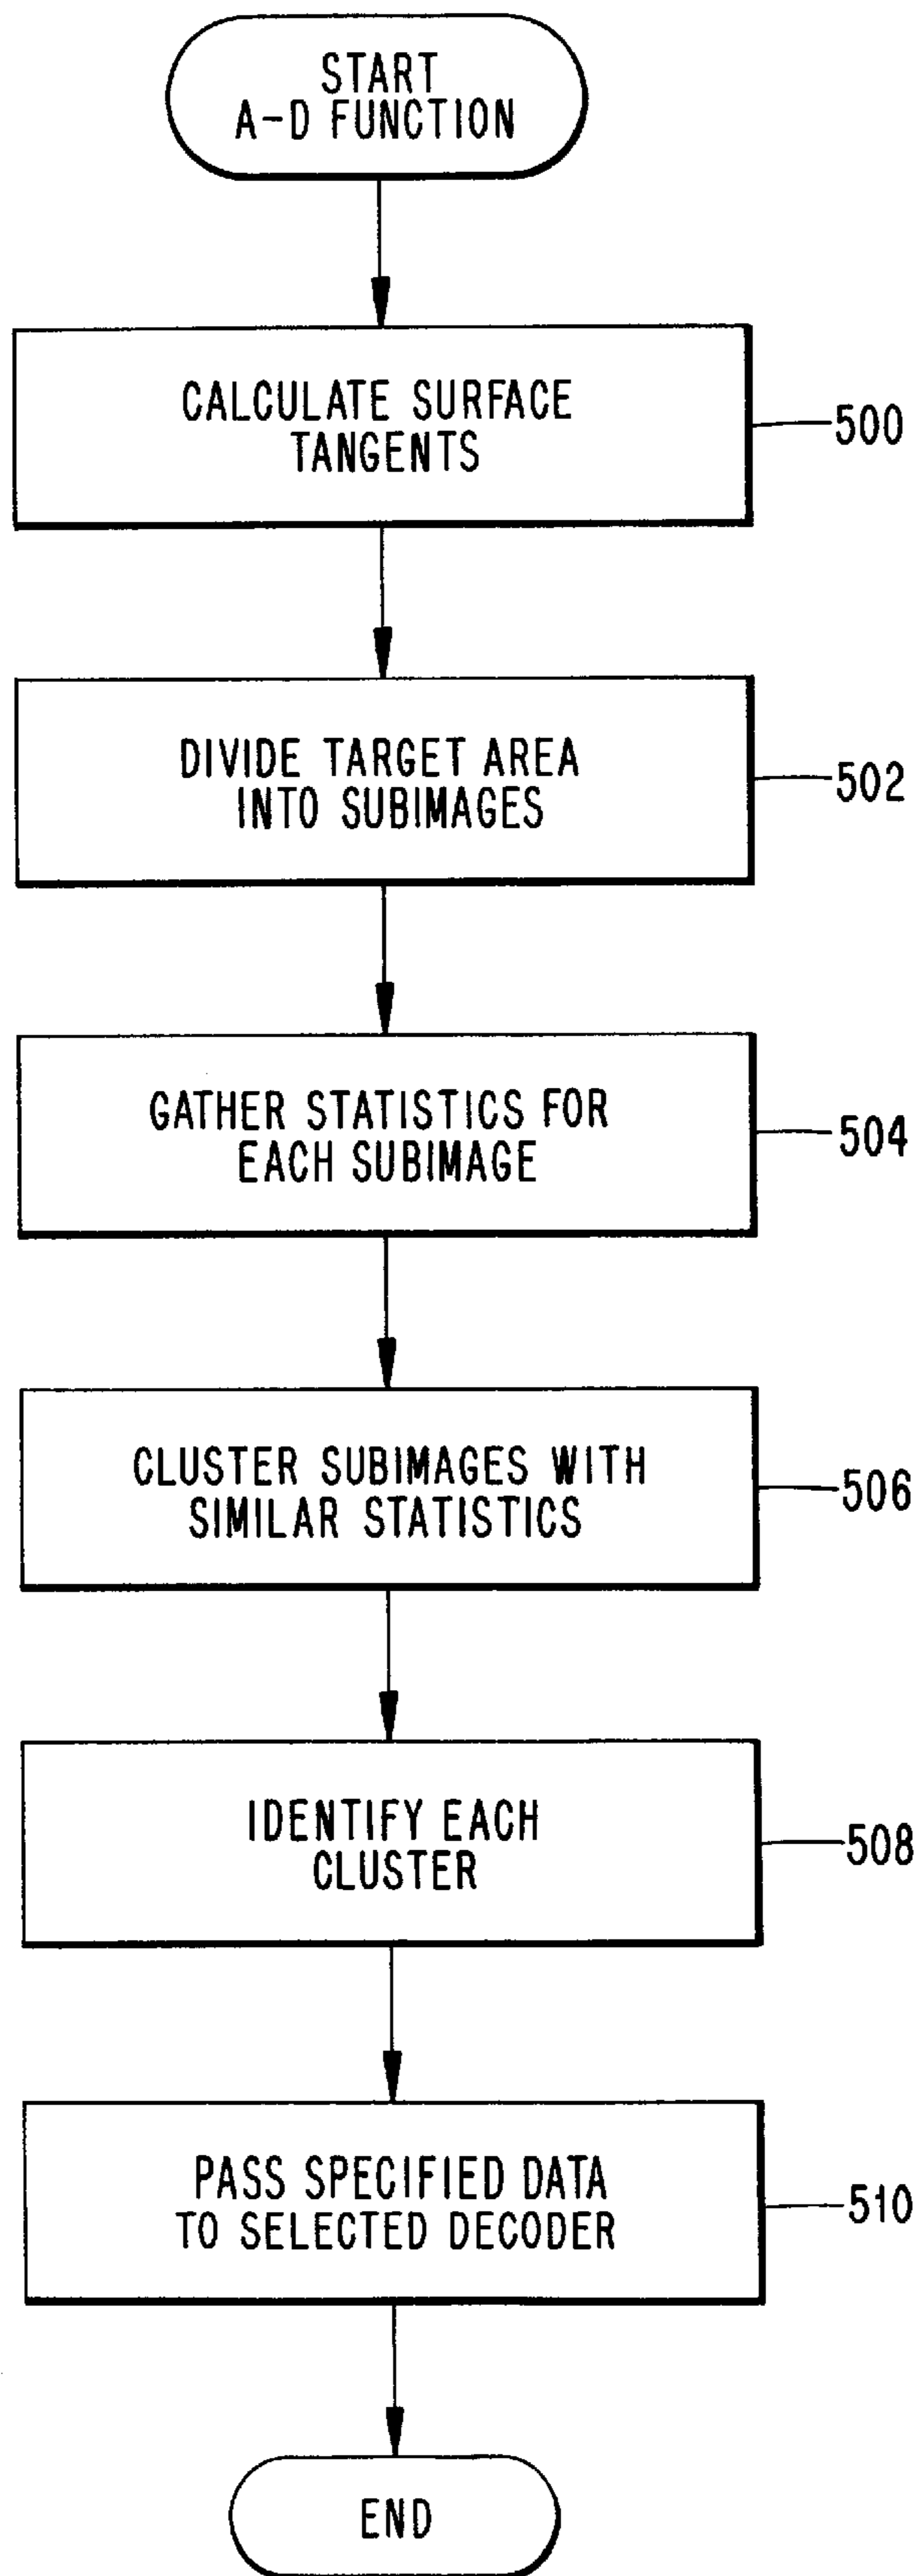 START
A-D FUNCTION
CALCULATE SURFACE
TANGENTS
500
DIVIDE TARGET AREA
INTO SUBIMAGES
502
GATHER STATISTICS FOR
EACH SUBIMAGE
504
CLUSTER SUBIMAGES WITH
SIMILAR STATISTICS
506
IDENTIFY EACH
CLUSTER
508
PASS SPECIFIED DATA
TO SELECTED DECODER
510
END